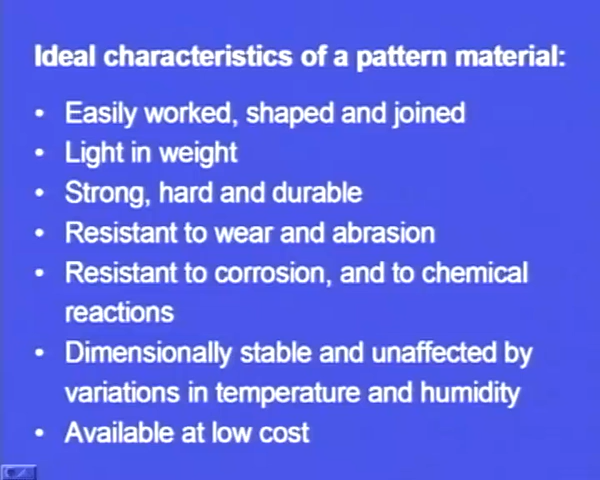 Ideal characteristics of a pattern material:
• Easily worked, shaped and joined
• Light in weight
• Strong, hard and durable
• Resistant to wear and abrasion
• Resistant to corrosion, and to chemical
reactions
• Dimensionally stable and unaffected by
variations in temperature and humidity
• Available at low cost